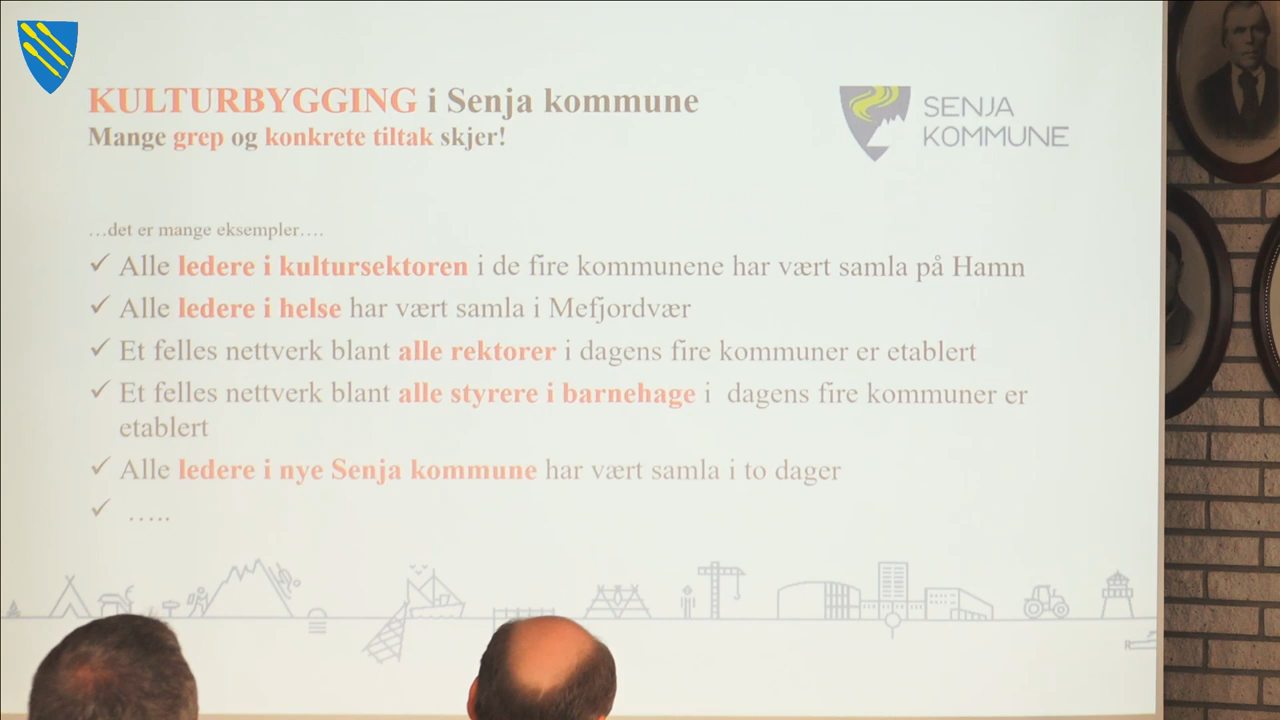 KULTURBYGGING i Senja kommune
Mange grep og konkrete tiltak skjer!
SENJA
KOMMUNE
...det er mange eksempler....
✓ Alle ledere i kultursektoren i de fire kommunene har vært samla på Hamn
✓ Alle ledere i helse har vært samla i Mefjordvær
✓ Et felles nettverk blant alle rektorer i dagens fire kommuner er etablert
✓ Et felles nettverk blant alle styrere i barnehage i dagens fire kommuner er
etablert
✓ Alle ledere i nye Senja kommune har vært samla i to dager
✓ .....